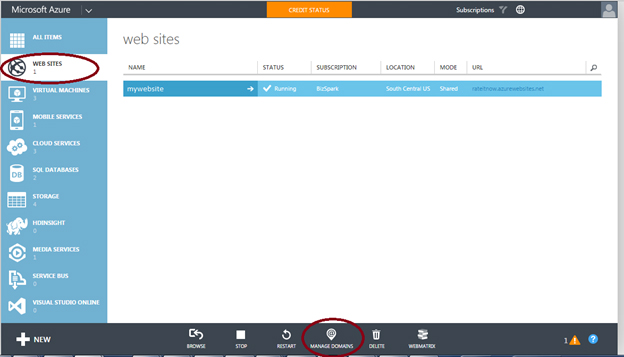 Microsoft Azure
CREDIT STATUS
Subscriptions
ALL ITEMS
WEB SITES
1
VIRTUAL MACHINES
3
MOBILE SERVICES
1
CLOUD SERVICES
3
SQL DATABASES
2
STORAGE
4
HDINSIGHT
0
MEDIA SERVICES
1
SERVICE BUS
0
VISUAL STUDIO ONLINE
0
web sites
NAME STATUS SUBSCRIPTION LOCATION MODE URL
mywebsite Running BizSpark South Central US Shared rateitnow.azurewebsites.net
NEW BROWSE STOP RESTART MANAGE DOMAINS DELETE WEBMATRIX 1 ?